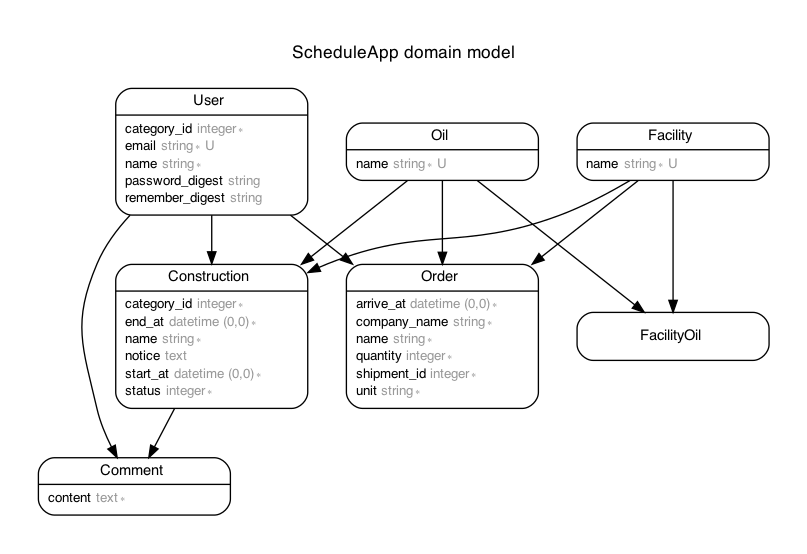 ScheduleApp domain model
User
category_id integer *
email string * U
name string *
password_digest string
remember_digest string
Oil
name string * U
Facility
name string * U
Construction
category_id integer *
end_at datetime (0,0) *
name string *
notice text
start_at datetime (0,0) *
status integer *
Order
arrive_at datetime (0,0) *
company_name string *
name string *
quantity integer *
shipment_id integer *
unit string *
FacilityOil
Comment
content text *